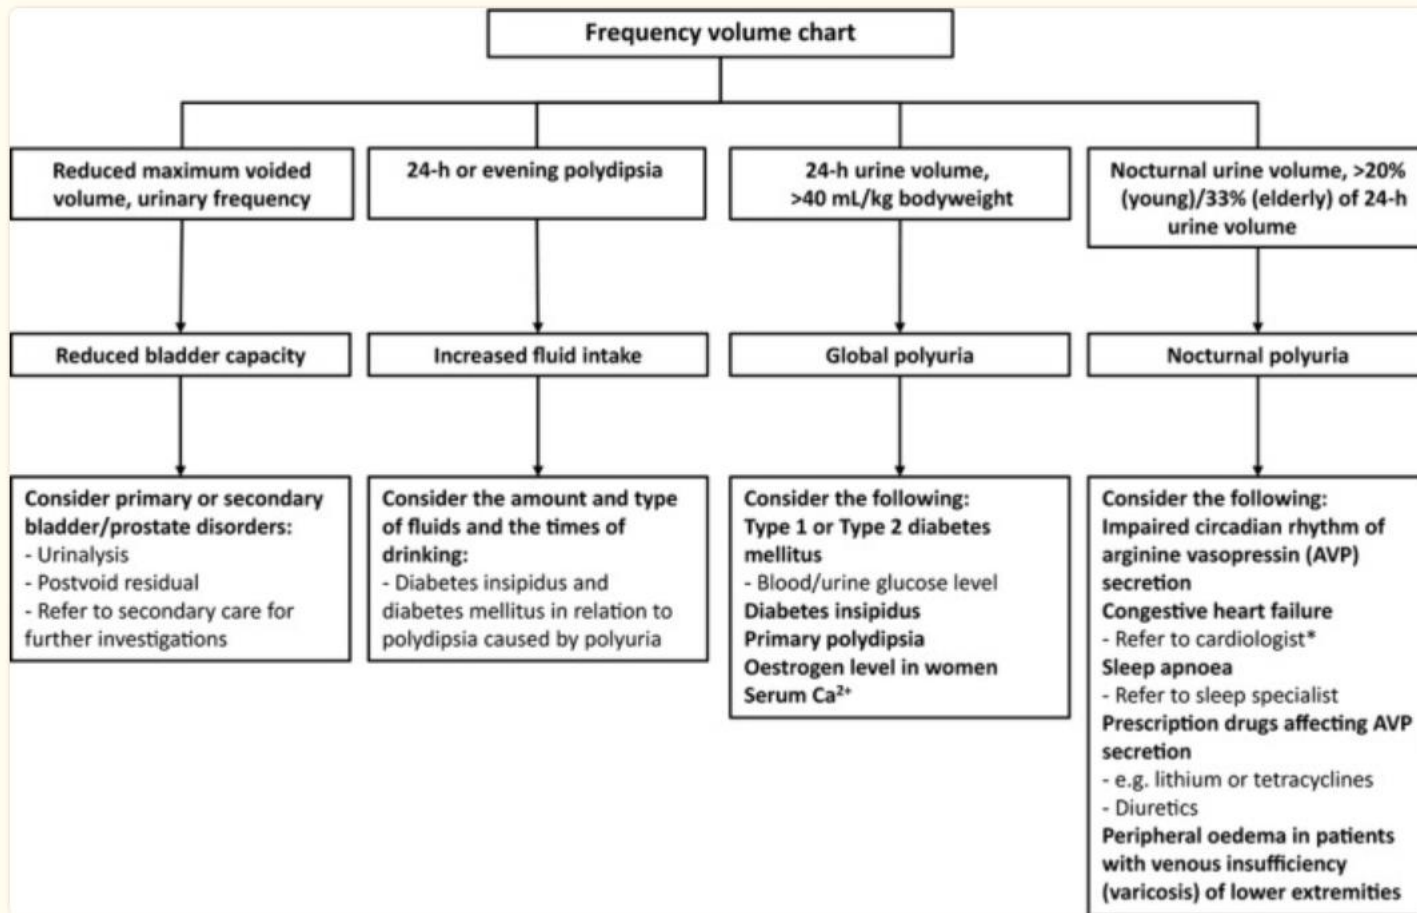 Frequency volume chart
Reduced maximum voided
volume, urinary frequency
24-h or evening polydipsia
24-h urine volume,
>40 mL/kg bodyweight
Nocturnal urine volume, >20%
(young)/33% (elderly) of 24-h
urine volume
Reduced bladder capacity
Increased fluid intake
Global polyuria
Nocturnal polyuria
Consider primary or secondary
bladder/prostate disorders:
- Urinalysis
- Postvoid residual
- Refer to secondary care for
further investigations
Consider the amount and type
of fluids and the times of
drinking:
- Diabetes insipidus and
diabetes mellitus in relation to
polydipsia caused by polyuria
Consider the following:
Type 1 or Type 2 diabetes
mellitus
- Blood/urine glucose level
Diabetes insipidus
Primary polydipsia
Oestrogen level in women
Serum Ca²⁺
Consider the following:
Impaired circadian rhythm of
arginine vasopressin (AVP)
secretion
Congestive heart failure
- Refer to cardiologist*
Sleep apnoea
- Refer to sleep specialist
Prescription drugs affecting AVP
secretion
- e.g. lithium or tetracyclines
- Diuretics
Peripheral oedema in patients
with venous insufficiency
(varicosis) of lower extremities